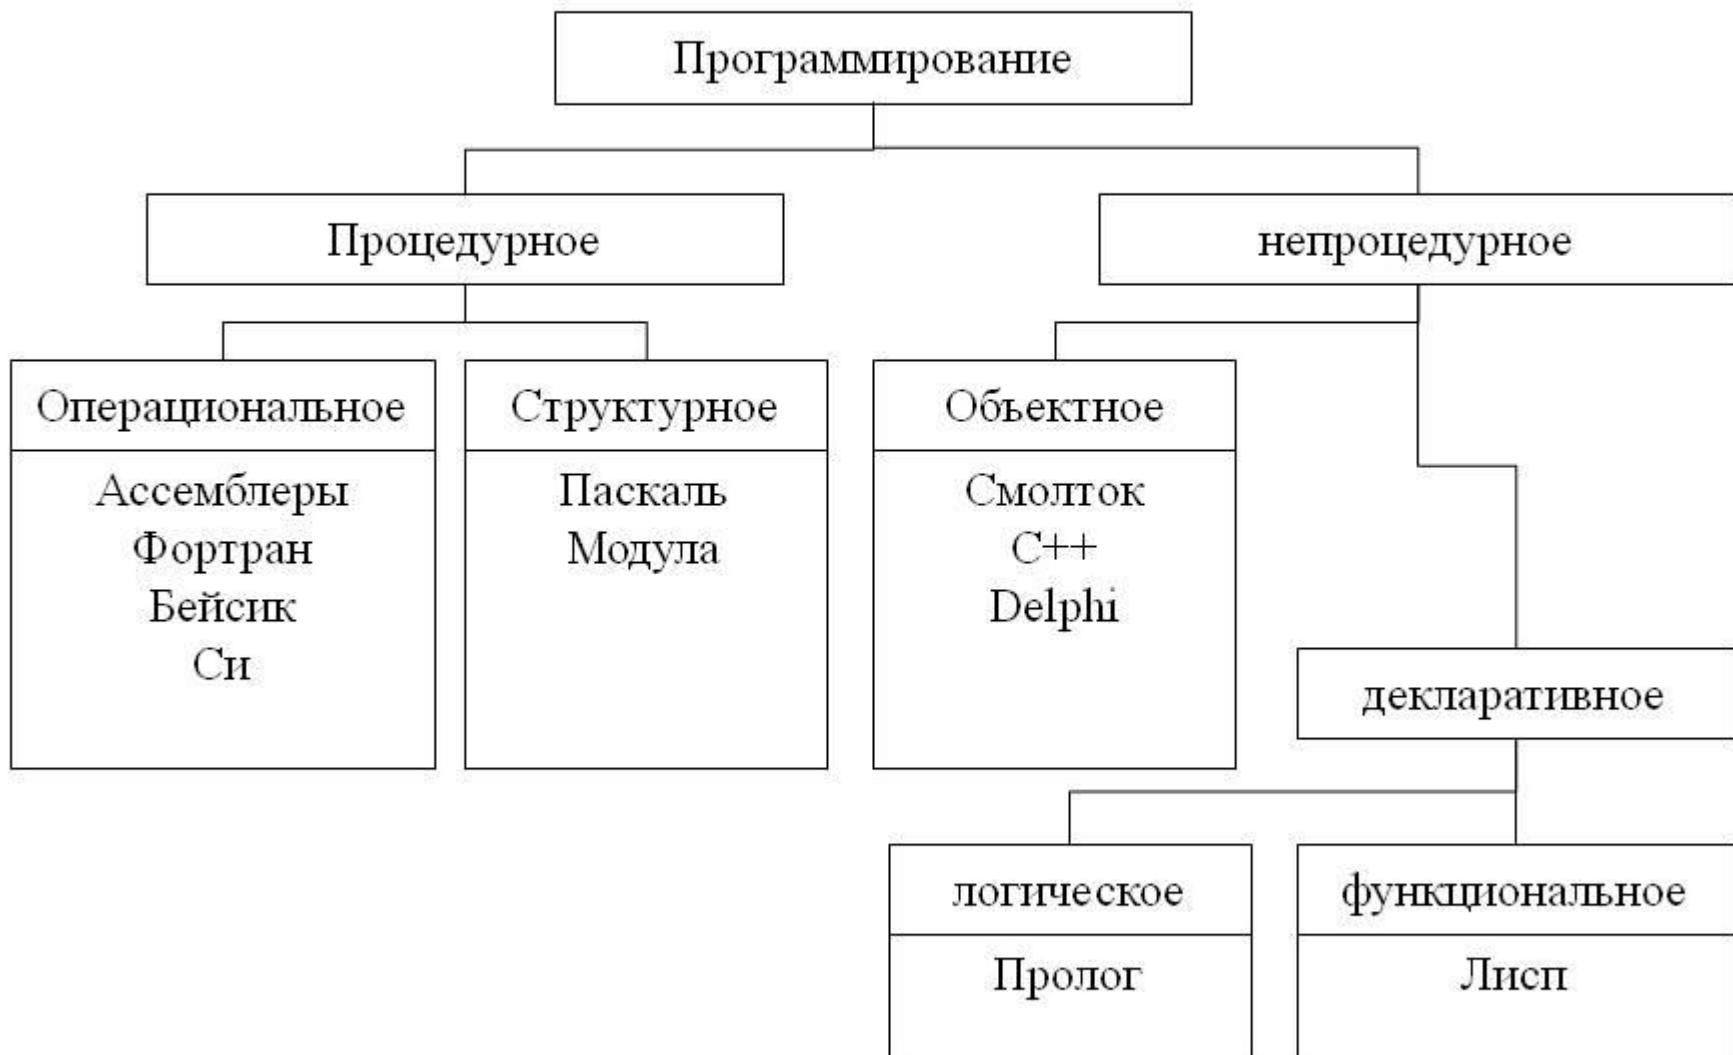 Программирование
Процедурное
непроцедурное
Операциональное
Ассемблеры
Фортран
Бейсик
Си
Структурное
Паскаль
Модула
Объектное
Смолток
С++
Delphi
декларативное
логическое
Пролог
функциональное
Лисп